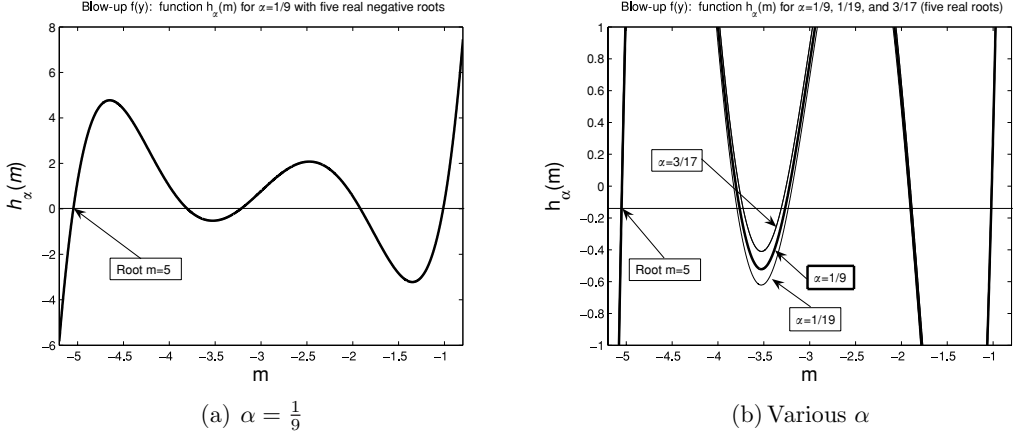 Blow-up f(y): function h_α(m) for α=1/9 with five real negative roots
8
6
4
2
0
−2
−4
−6
h_α(m)
Root m=5
−5
−4.5
−4
−3.5
−3
−2.5
−2
−1.5
−1
m
(a) α = 1/9
Blow-up f(y): function h_α(m) for α=1/9, 1/19, and 3/17 (five real roots)
1
0.8
0.6
0.4
0.2
0
−0.2
−0.4
−0.6
−0.8
−1
h_α(m)
α=3/17
Root m=5
α=1/9
α=1/19
−5
−4.5
−4
−3.5
−3
−2.5
−2
−1.5
−1
m
(b) Various α